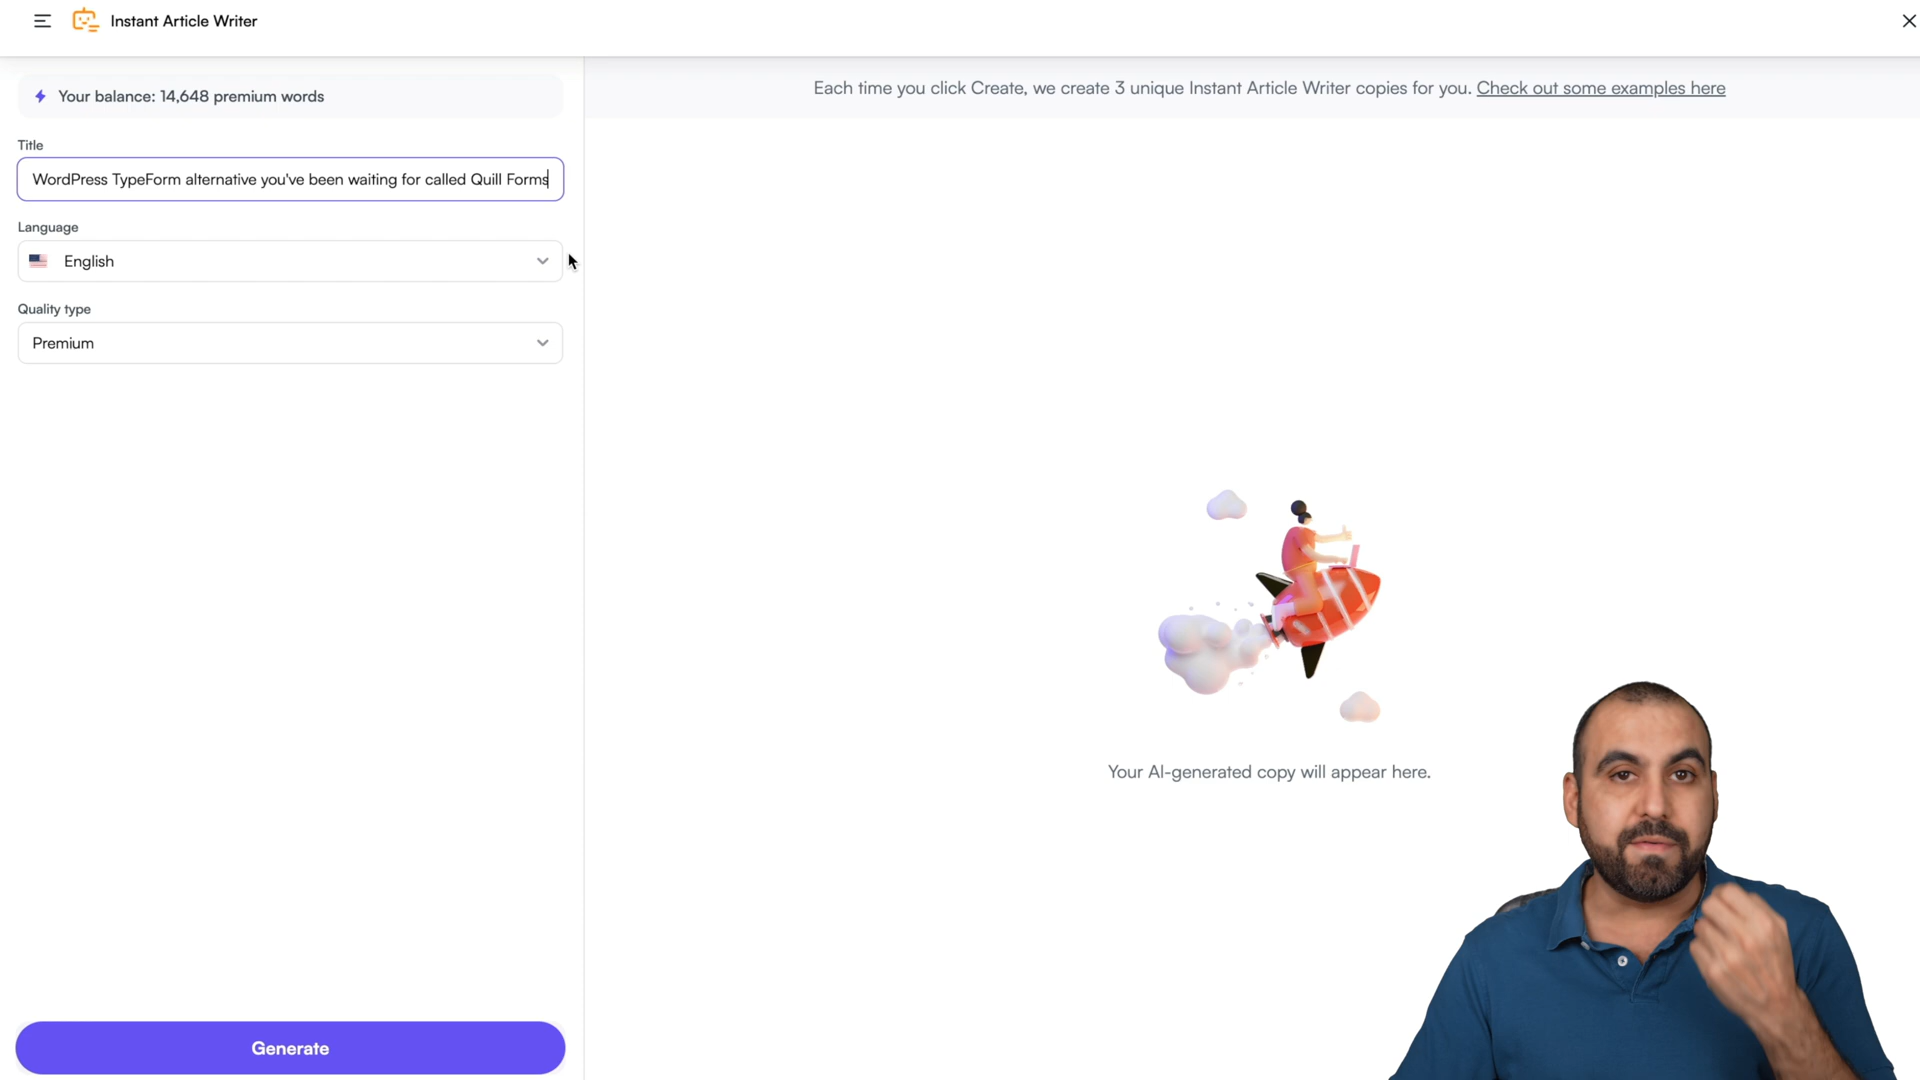 Instant Article Writer
Your balance: 14,648 premium words
Each time you click Create, we create 3 unique Instant Article Writer copies for you. Check out some examples here
Title
WordPress TypeForm alternative you've been waiting for called Quill Forms
Language
English
Quality type
Premium
Your AI-generated copy will appear here.
Generate